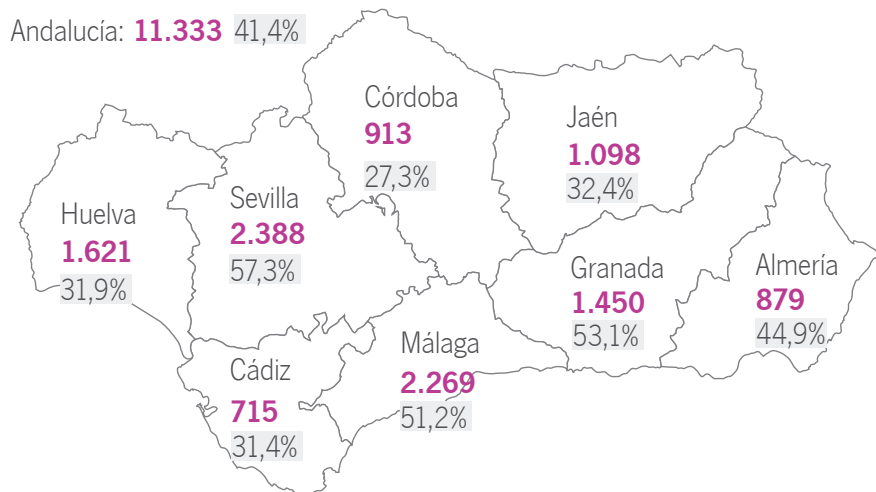 Andalucía: 11.333 41,4%
Córdoba
913
27,3%
Jaén
1.098
32,4%
Huelva
1.621
31,9%
Sevilla
2.388
57,3%
Granada
1.450
53,1%
Almería
879
44,9%
Cádiz
715
31,4%
Málaga
2.269
51,2%